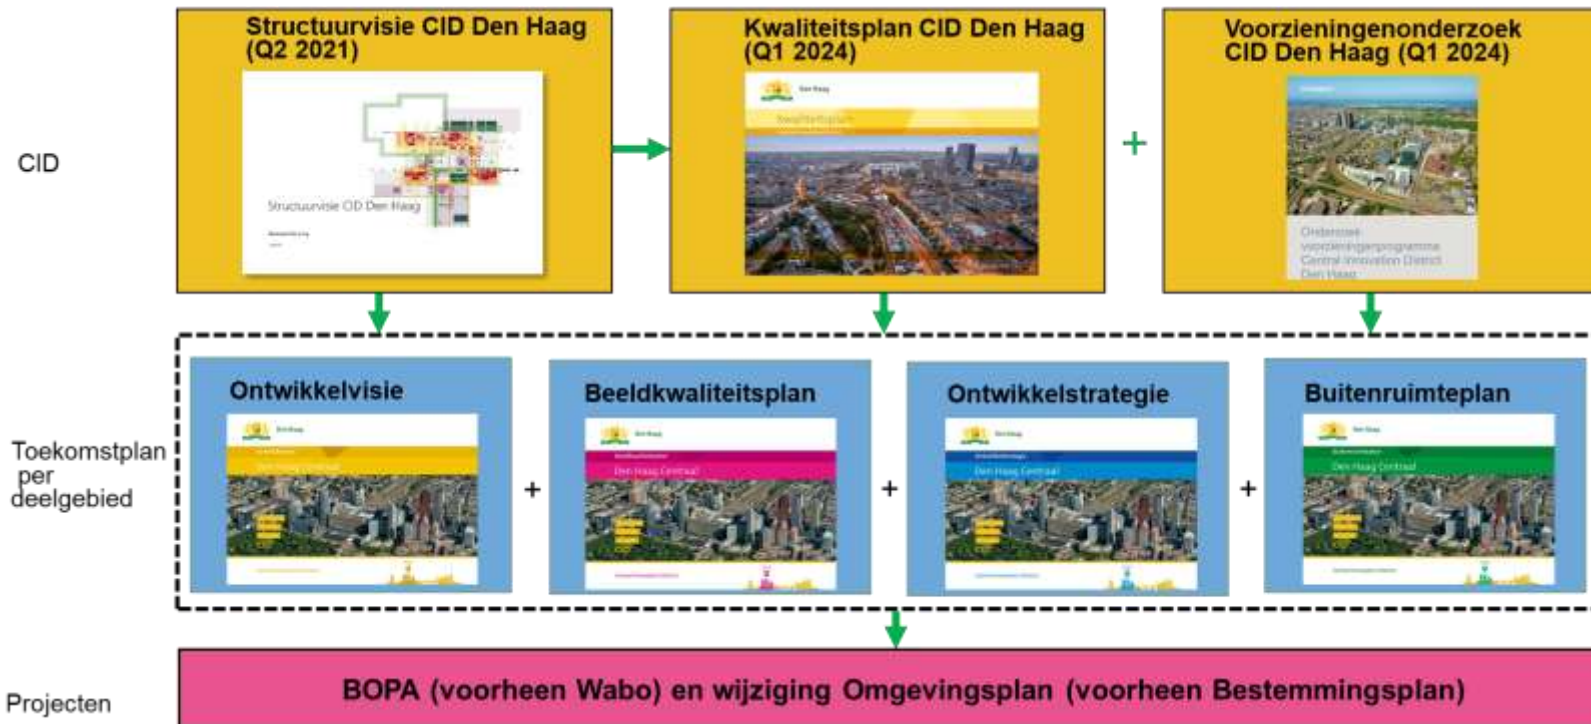 Structuurvisie CID Den Haag
(Q2 2021)
Kwaliteitsplan CID Den Haag
(Q1 2024)
Voorzieningenonderzoek
CID Den Haag (Q1 2024)
Den Haag
Kwaliteitsplan
Structuurvisie CID Den Haag
Onderzoek
voorzieningenprogramma
Central Innovation District
Den Haag
CID
+
Ontwikkelvisie
Beeldkwaliteitsplan
Ontwikkelstrategie
Buitenruimteplan
Den Haag
Den Haag
Den Haag
Den Haag
Den Haag Centraal
Den Haag Centraal
Den Haag Centraal
Den Haag Centraal
Toekomstplan
per
deelgebied
+
+
+
Projecten
BOPA (voorheen Wabo) en wijziging Omgevingsplan (voorheen Bestemmingsplan)